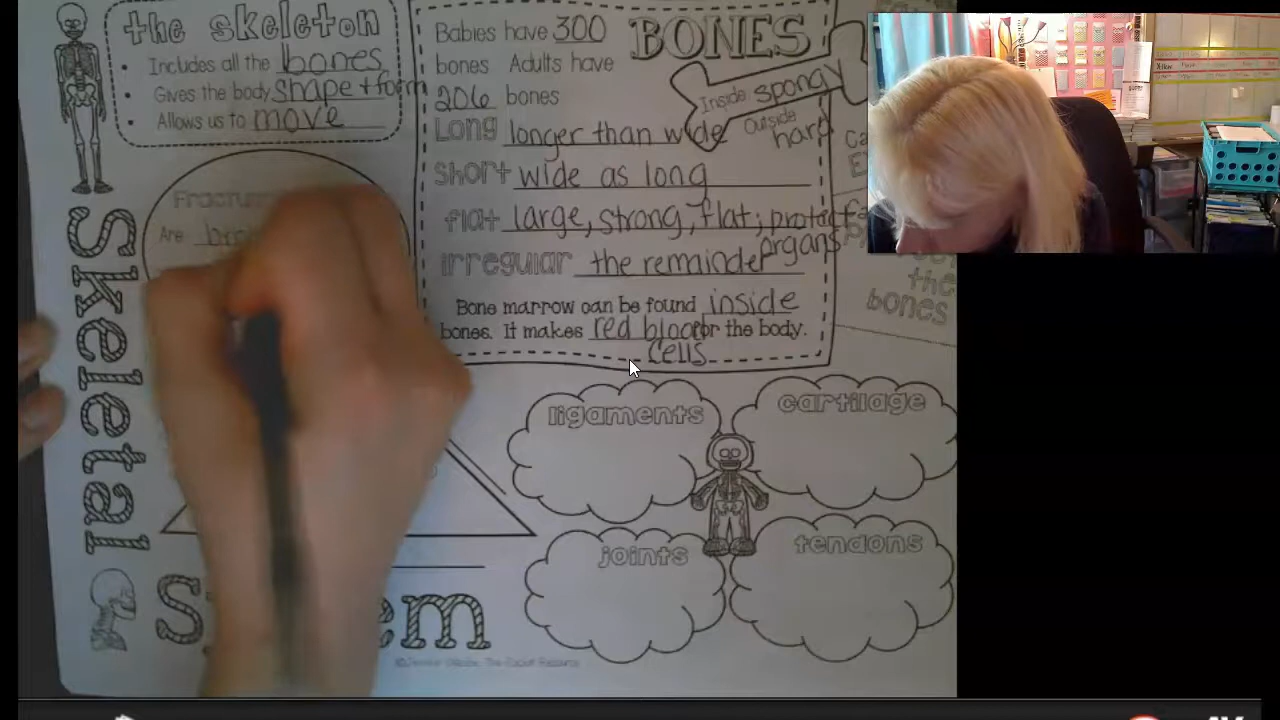 the skeleton
Includes all the bones
Gives the body shape + form
Allows us to move
BONES
Babies have 300
bones Adults have
206 bones
Inside spongy
Outside hard
Long longer than wide
short wide as long
flat large, strong, flat; protect
organs
irregular the remainder
Bone marrow can be found inside
bones. It makes red blood for the body.
cells
Are
the
bones
Skeletal
ligaments
cartilage
joints
tendons